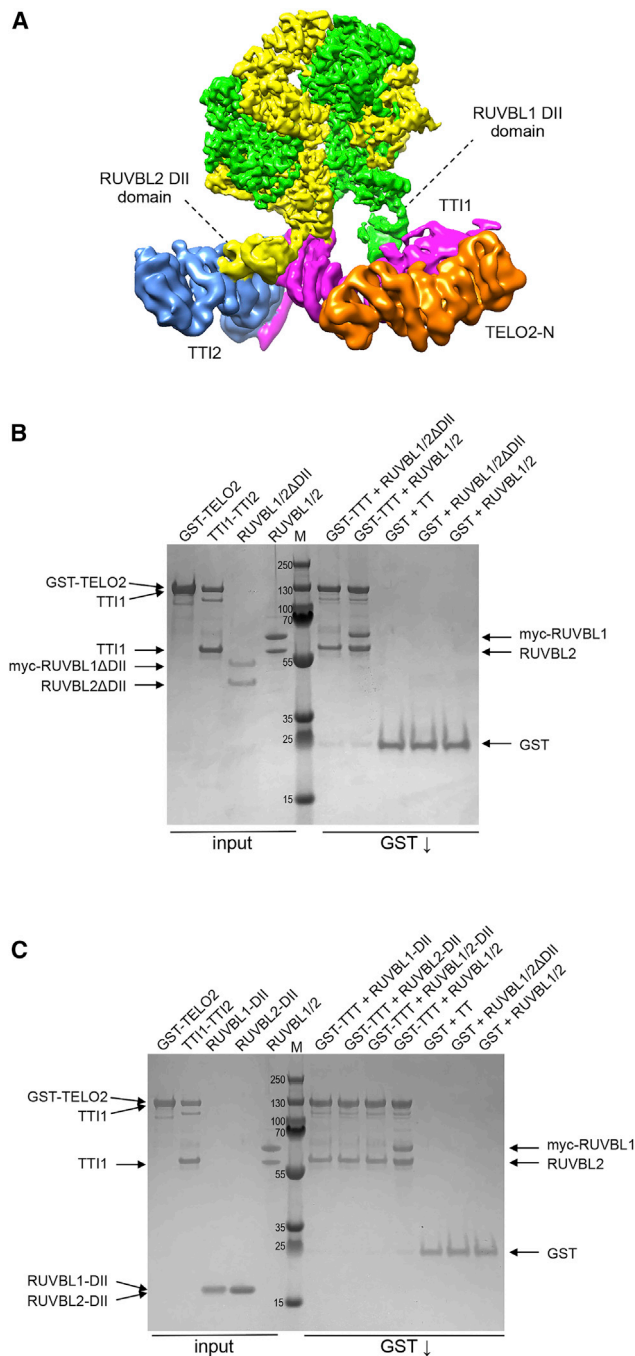 A
RUVBL1 DII
domain
RUVBL2 DII
domain
TTI1
TTI2
TELO2-N
B
GST-TELO2
TTI1-TTI2
RUVBL1/2ΔDII
RUVBL1/2
M
GST-TTT + RUVBL1/2ΔDII
GST-TTT + RUVBL1/2
GST + TT
GST + RUVBL1/2ΔDII
GST + RUVBL1/2
GST-TELO2
TTI1
TTI1
myc-RUVBL1ΔDII
RUVBL2ΔDII
250
130
100
70
55
35
25
15
myc-RUVBL1
RUVBL2
GST
input
GST ↓
C
GST-TELO2
TTI1-TTI2
RUVBL1-DII
RUVBL2-DII
RUVBL1/2
M
GST-TTT + RUVBL1-DII
GST-TTT + RUVBL2-DII
GST-TTT + RUVBL1/2-DII
GST-TTT + RUVBL1/2
GST + TT
GST + RUVBL1/2ΔDII
GST + RUVBL1/2
GST-TELO2
TTI1
TTI1
RUVBL1-DII
RUVBL2-DII
250
130
100
70
55
35
25
15
myc-RUVBL1
RUVBL2
GST
input
GST ↓